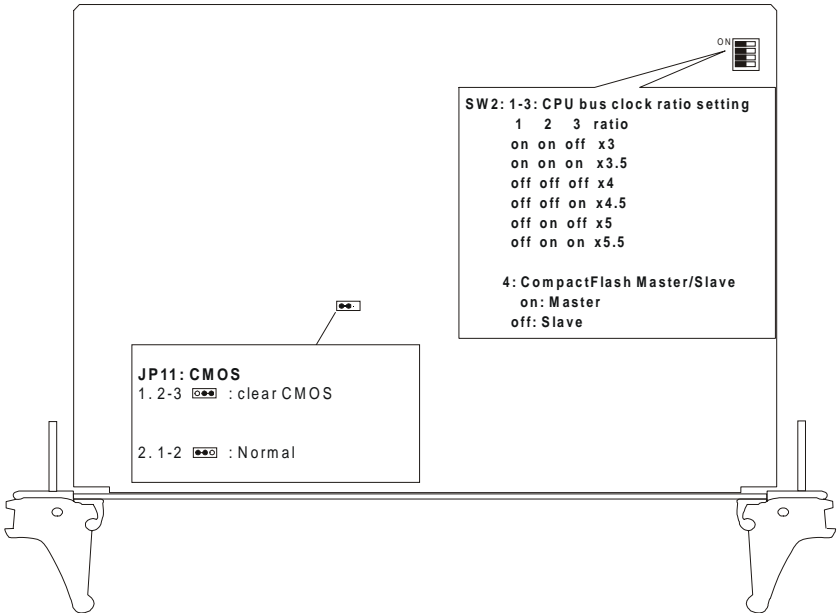 ON
SW2: 1-3: CPU bus clock ratio setting
1 2 3 ratio
on on off x3
on on on x3.5
off off off x4
off off on x4.5
off on off x5
off on on x5.5
4: CompactFlash Master/Slave
on: Master
off: Slave
JP11: CMOS
1. 2-3 : clear CMOS
2. 1-2 : Normal